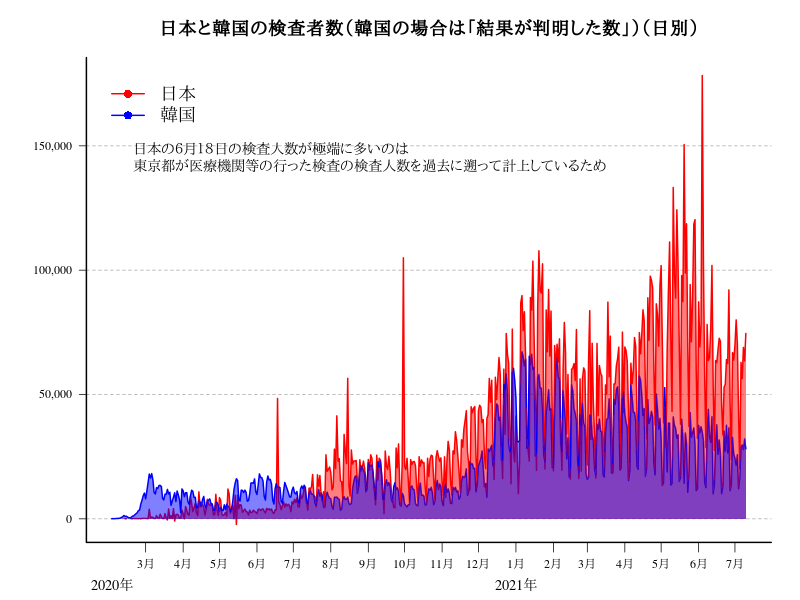 日本と韓国の検査者数（韓国の場合は「結果が判明した数」）（日別）
日本
韓国
日本の6月18日の検査人数が極端に多いのは
東京都が医療機関等の行った検査の検査人数を過去に遡って計上しているため
150,000
100,000
50,000
0
3月 4月 5月 6月 7月 8月 9月 10月 11月 12月 1月 2月 3月 4月 5月 6月 7月
2020年 2021年